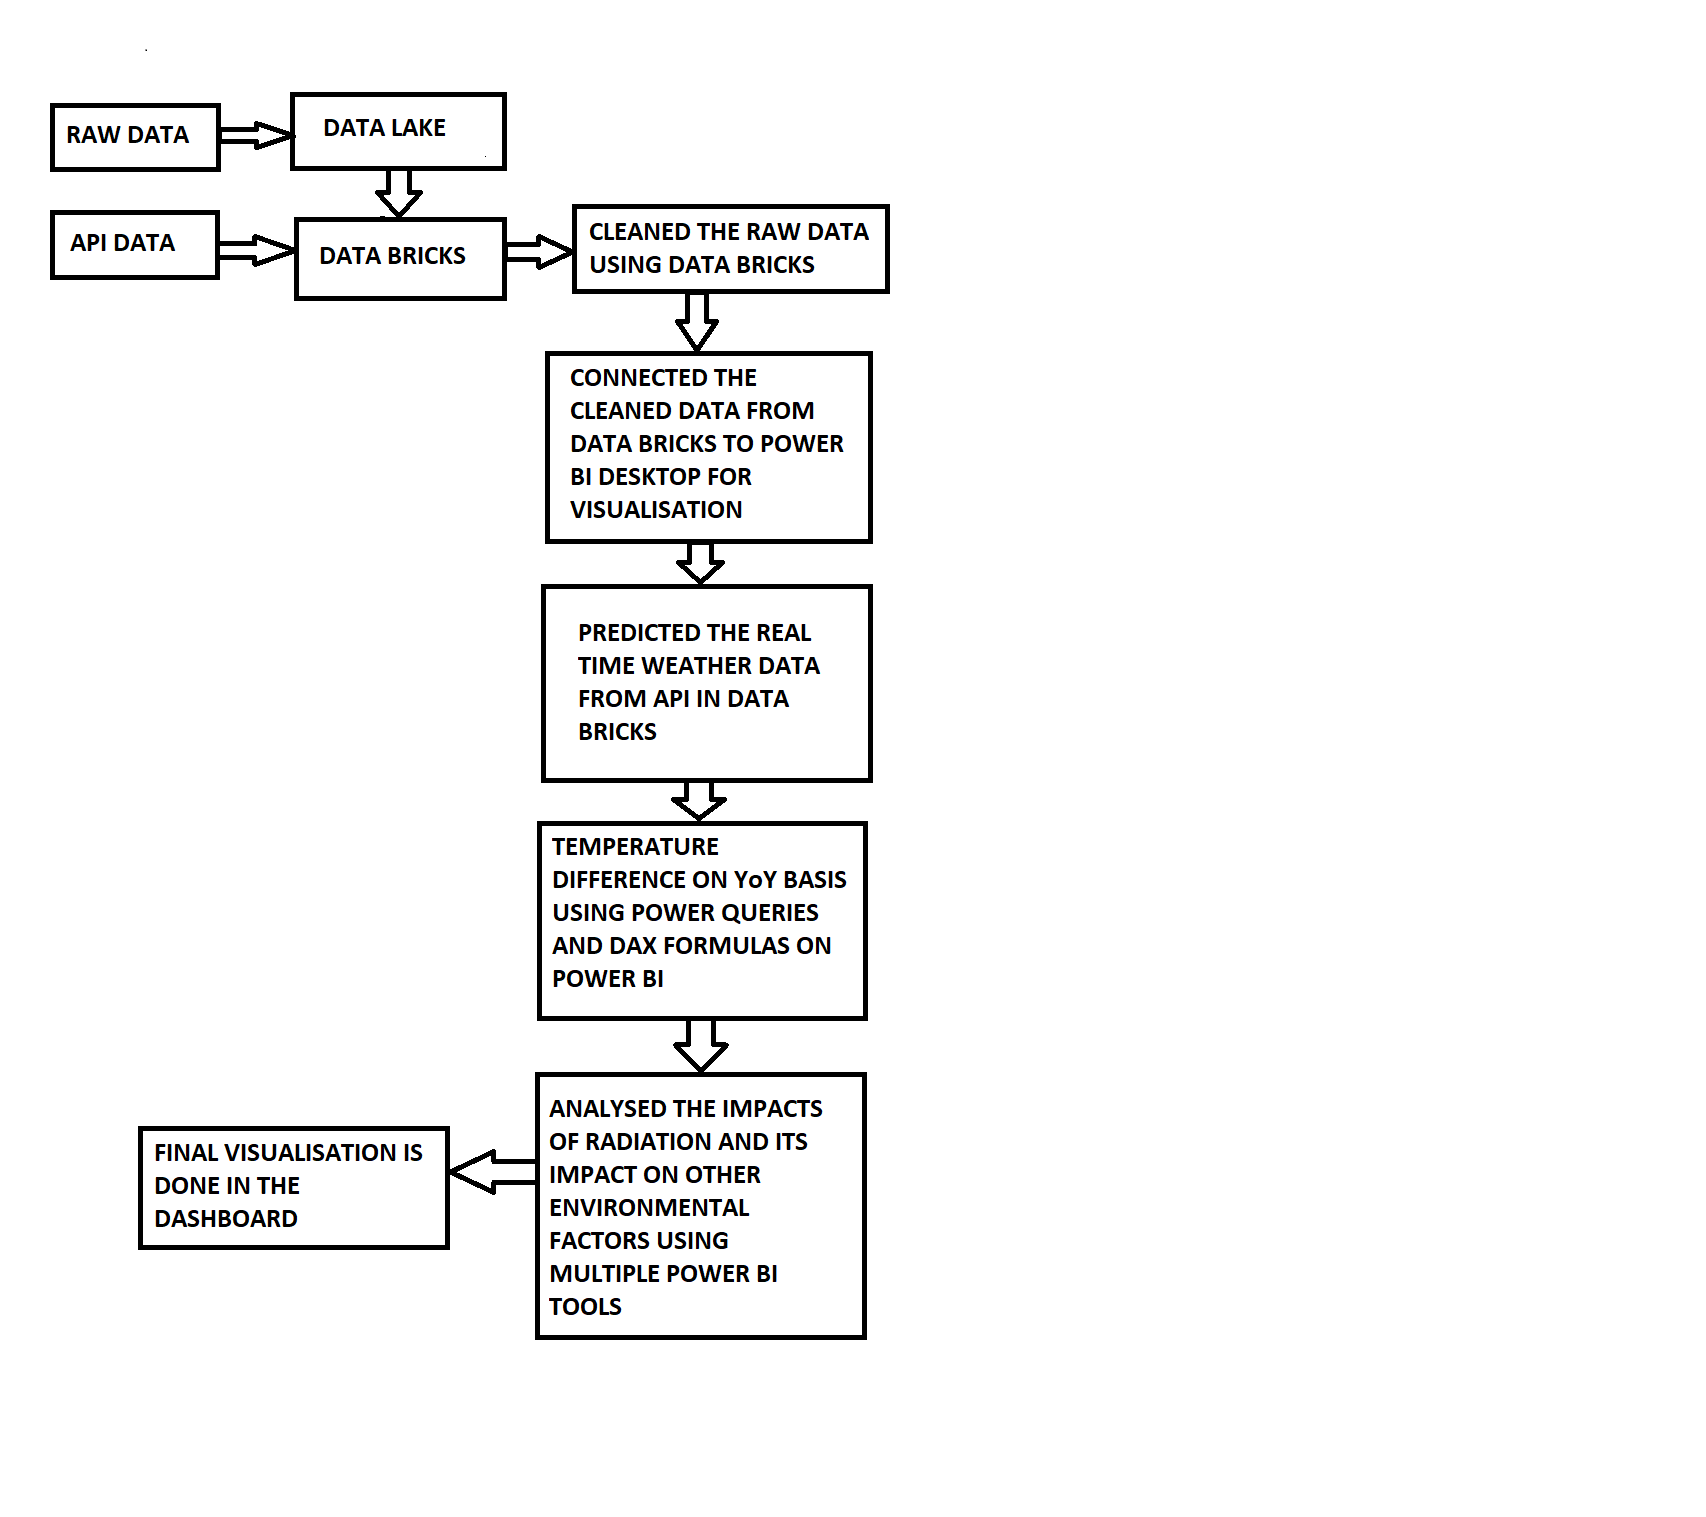 RAW DATA
DATA LAKE
API DATA
DATA BRICKS
CLEANED THE RAW DATA
USING DATA BRICKS
CONNECTED THE
CLEANED DATA FROM
DATA BRICKS TO POWER
BI DESKTOP FOR
VISUALISATION
PREDICTED THE REAL
TIME WEATHER DATA
FROM API IN DATA
BRICKS
TEMPERATURE
DIFFERENCE ON YoY BASIS
USING POWER QUERIES
AND DAX FORMULAS ON
POWER BI
ANALYSED THE IMPACTS
OF RADIATION AND ITS
IMPACT ON OTHER
ENVIRONMENTAL
FACTORS USING
MULTIPLE POWER BI
TOOLS
FINAL VISUALISATION IS
DONE IN THE
DASHBOARD